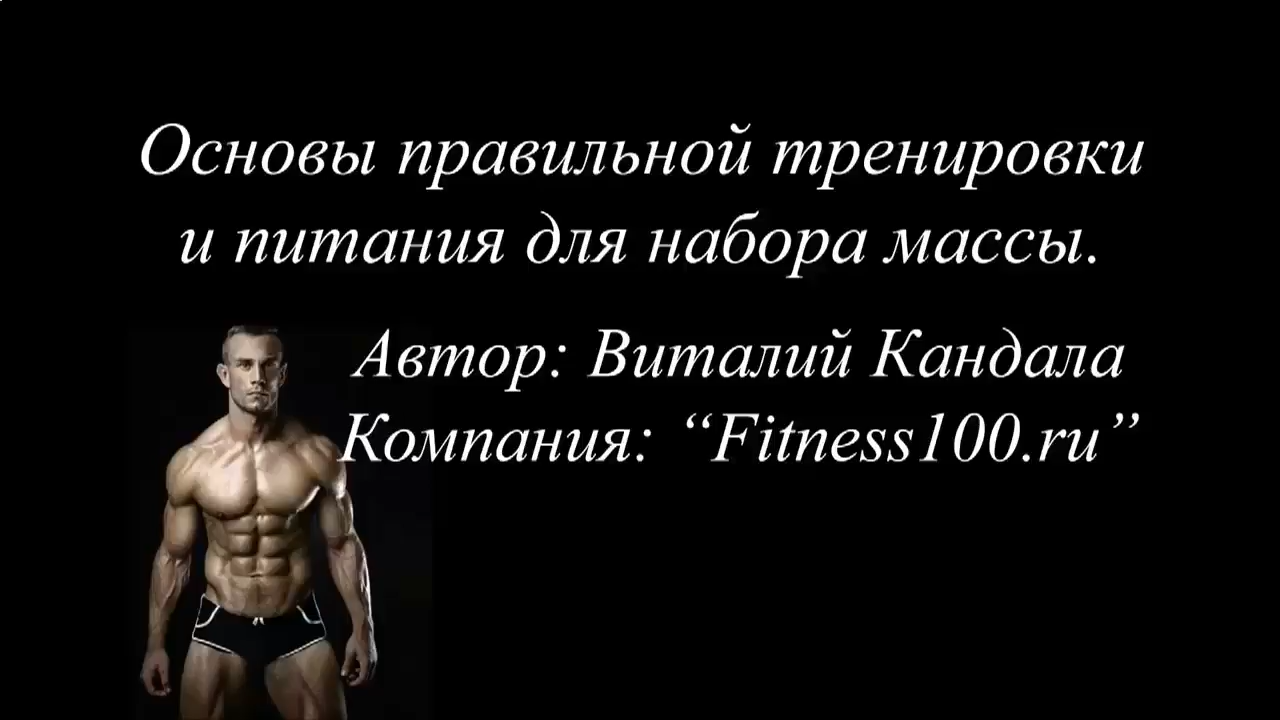 Основы правильной тренировки
и питания для набора массы.
Автор: Виталий Кандала
Компания: “Fitness100.ru”